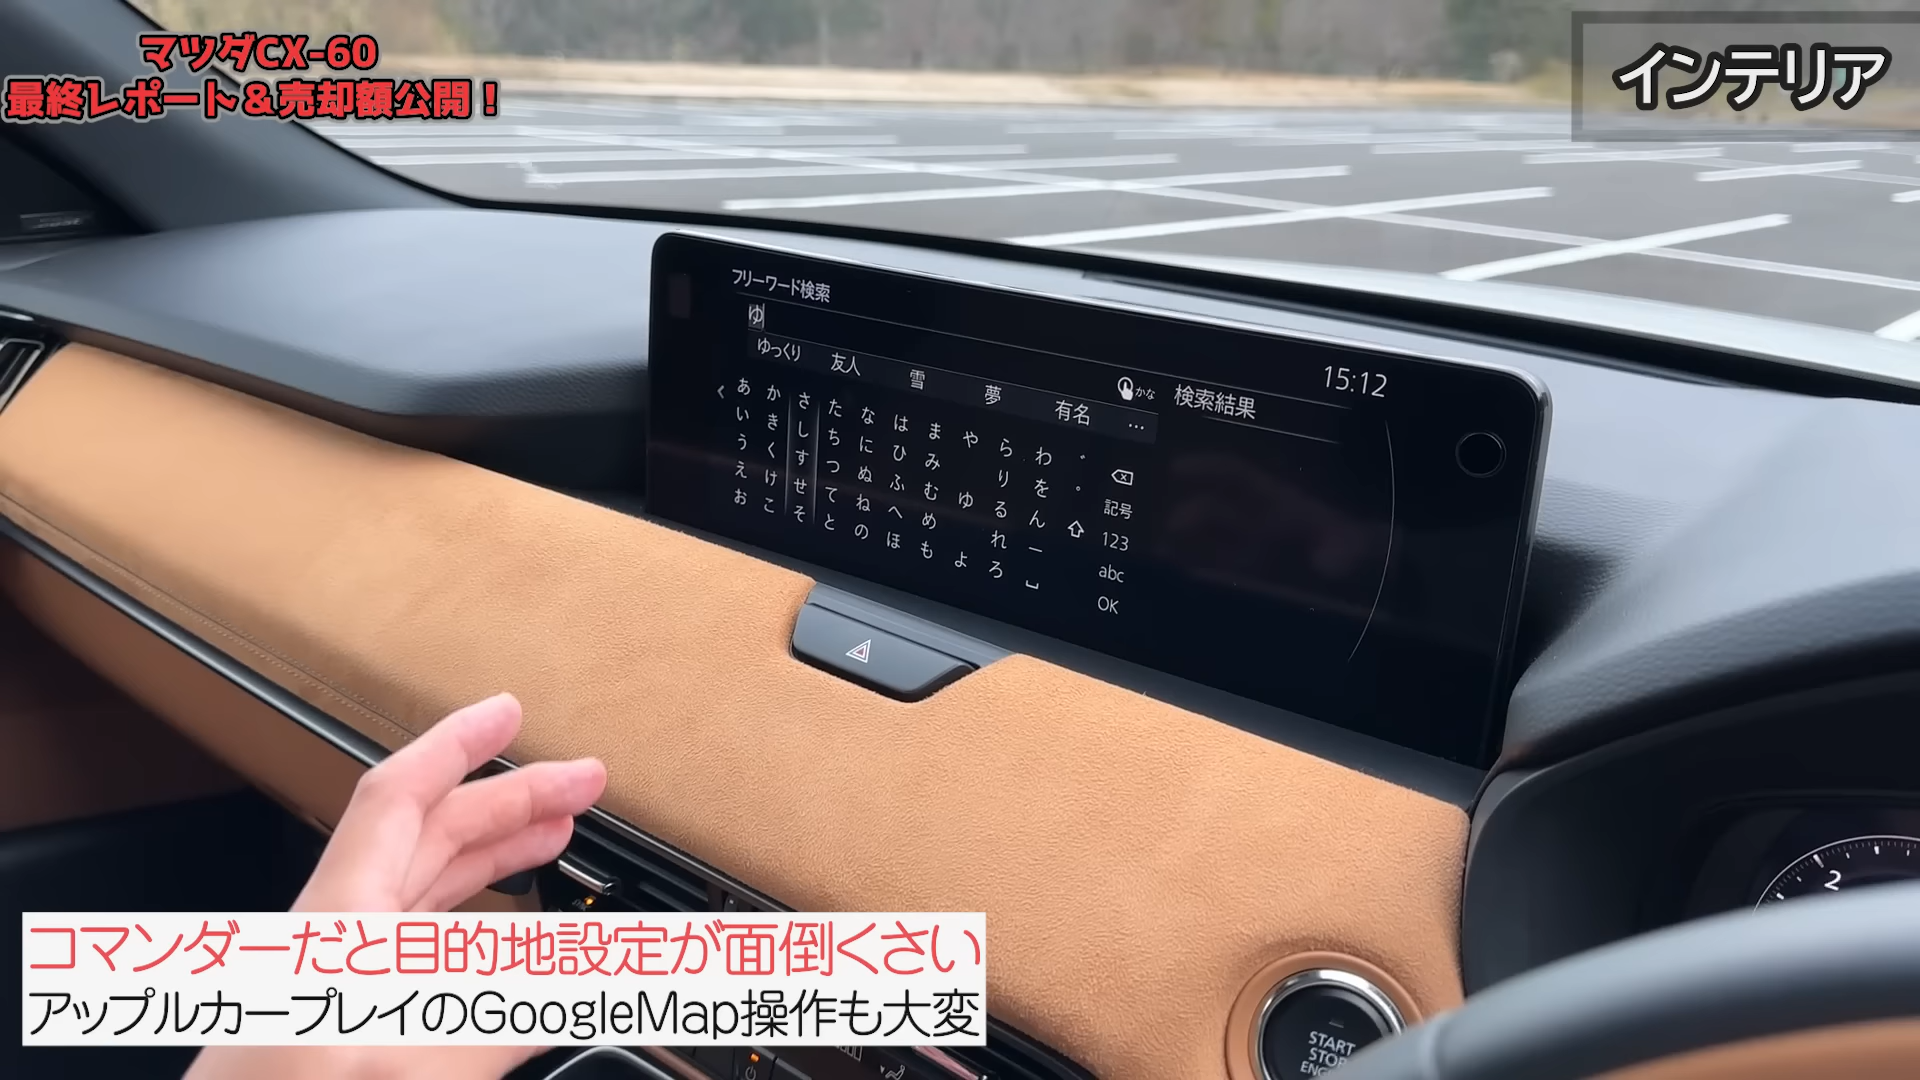 マツダCX-60
最終レポート＆売却額公開！
インテリア
フリーワード検索
ゆ
ゆっくり 友人 雪 夢 有名 …
かな
検索結果
15:12
あ か さ た な は ま や ら わ ゛
い き し ち に ひ み り を ゜
う く す つ ぬ ふ む ゆ る ん
え け せ て ね へ め れ ー
お こ そ と の ほ も よ ろ
記号
123
abc
OK
2
START
STOP
コマンダーだと目的地設定が面倒くさい
アップルカープレイのGoogleMap操作も大変